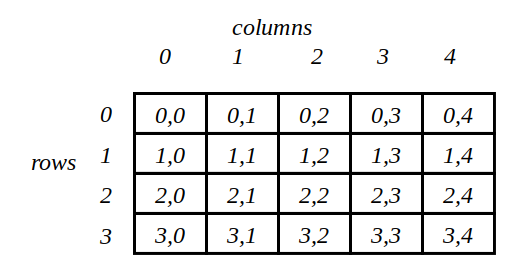 columns
0 1 2 3 4
0 0,0 0,1 0,2 0,3 0,4
rows
1 1,0 1,1 1,2 1,3 1,4
2 2,0 2,1 2,2 2,3 2,4
3 3,0 3,1 3,2 3,3 3,4